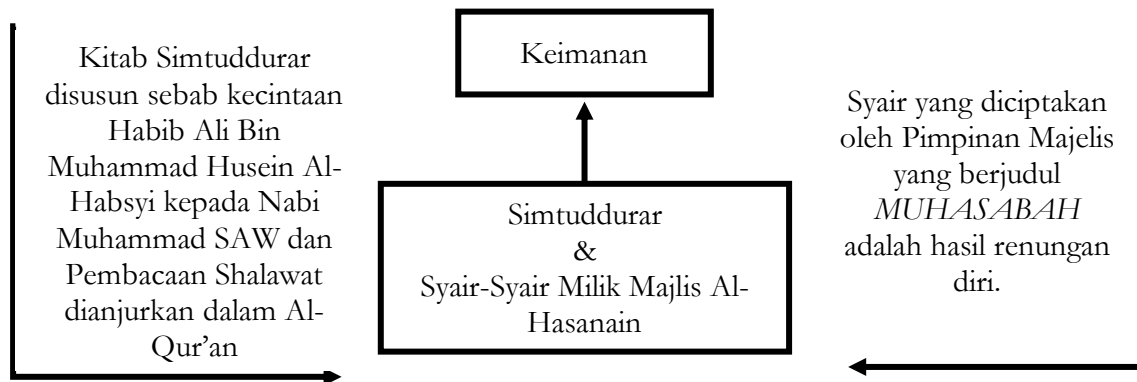 Kitab Simtuddurar
disusun sebab kecintaan
Habib Ali Bin
Muhammad Husein Al-
Habsyi kepada Nabi
Muhammad SAW dan
Pembacaan Shalawat
dianjurkan dalam Al-
Qur’an
Keimanan
Simtuddurar
&
Syair-Syair Milik Majlis Al-
Hasanain
Syair yang diciptakan
oleh Pimpinan Majelis
yang berjudul
MUHASABAH
adalah hasil renungan
diri.